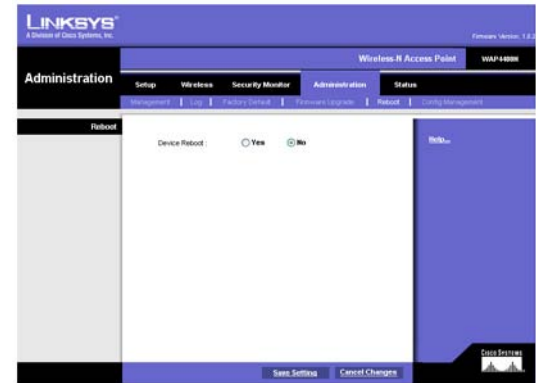 LINKSYS®
A Division of Cisco Systems, Inc.
Firmware Version: 1.0.2
Wireless-N Access Point
WAP4400N
Administration
Setup
Wireless
Security Monitor
Administration
Status
Management | Log | Factory Default | Firmware Upgrade | Reboot | Config Management
Reboot
Device Reboot :
Yes
No
Help...
Save Setting
Cancel Changes
CISCO SYSTEMS